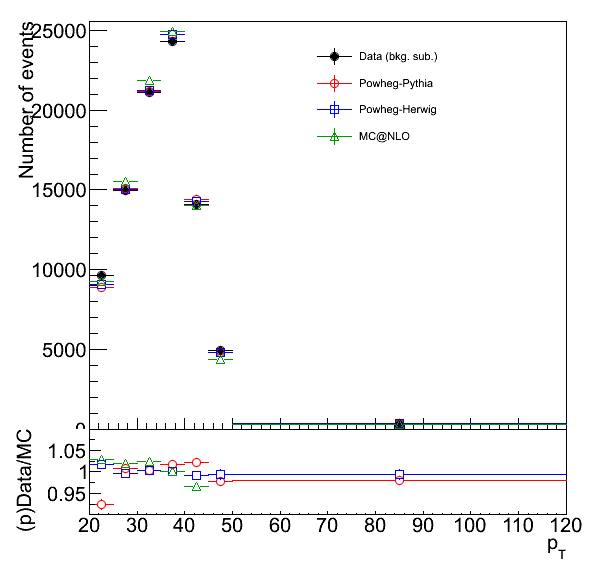 Number of events
25000
20000
15000
10000
5000
0
Data (bkg. sub.)
Powheg-Pythia
Powheg-Herwig
MC@NLO
(p)Data/MC
1.05
1
0.95
20 30 40 50 60 70 80 90 100 110 120
pT